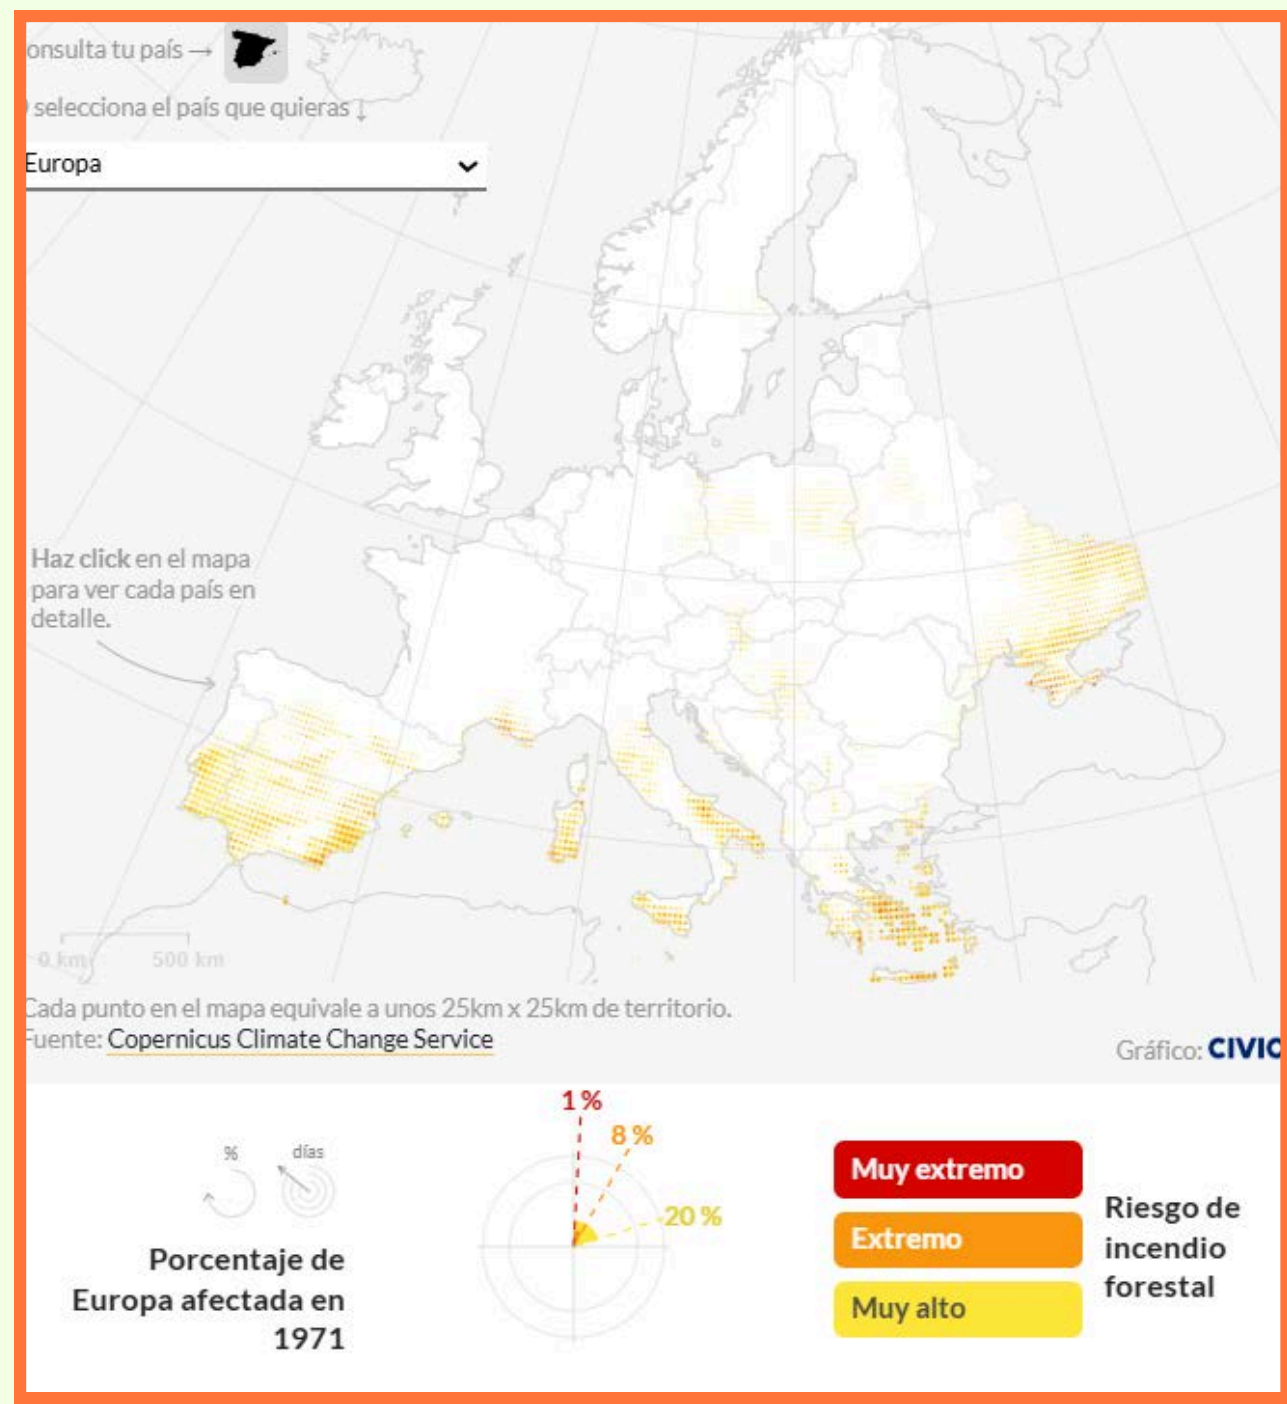 onsulta tu país →
selecciona el país que quieras ↓
Europa
Haz click en el mapa
para ver cada país en
detalle.
0 km
500 km
Cada punto en el mapa equivale a unos 25km x 25km de territorio.
Fuente: Copernicus Climate Change Service
Gráfico: CIVIC
1 %
8 %
20 %
%
días
Porcentaje de
Europa afectada en
1971
Muy extremo
Extremo
Muy alto
Riesgo de
incendio
forestal